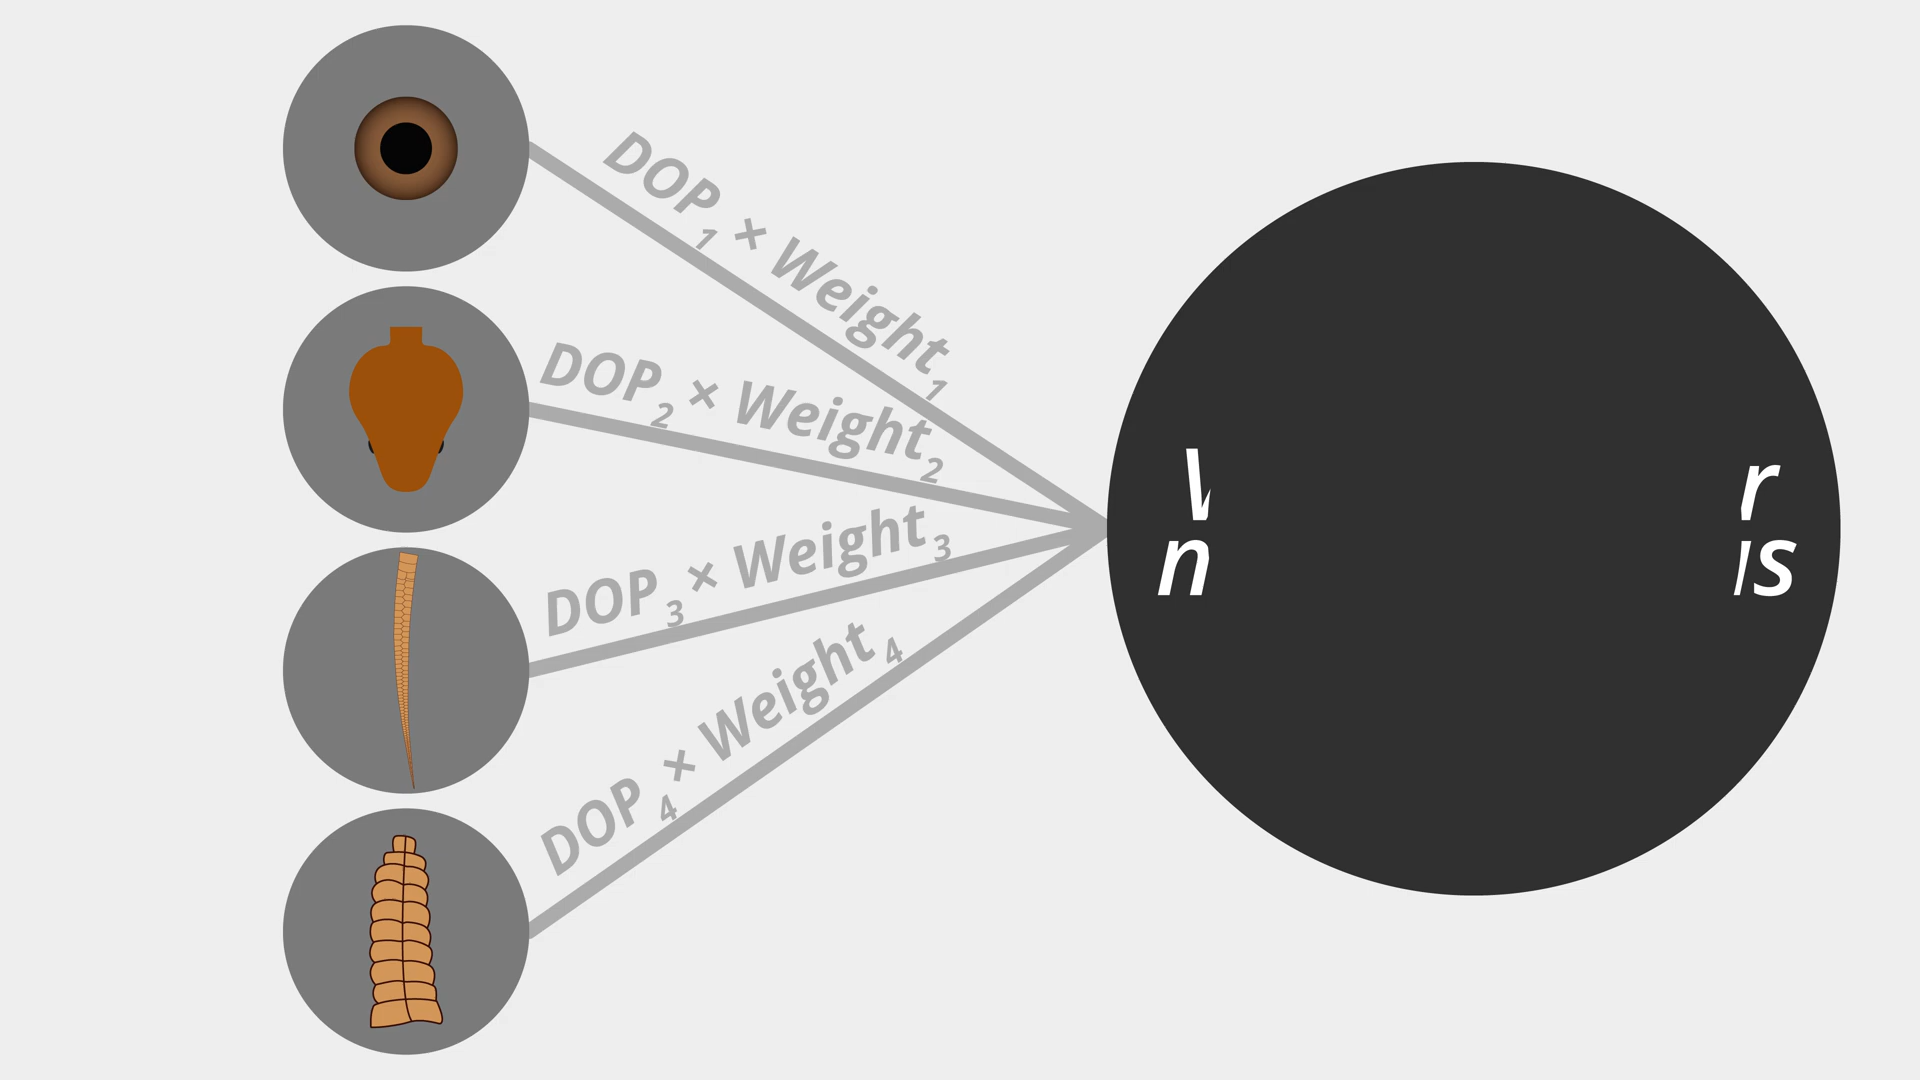 DOP₁ × Weight₁
DOP₂ × Weight₂
DOP₃ × Weight₃
DOP₄ × Weight₄